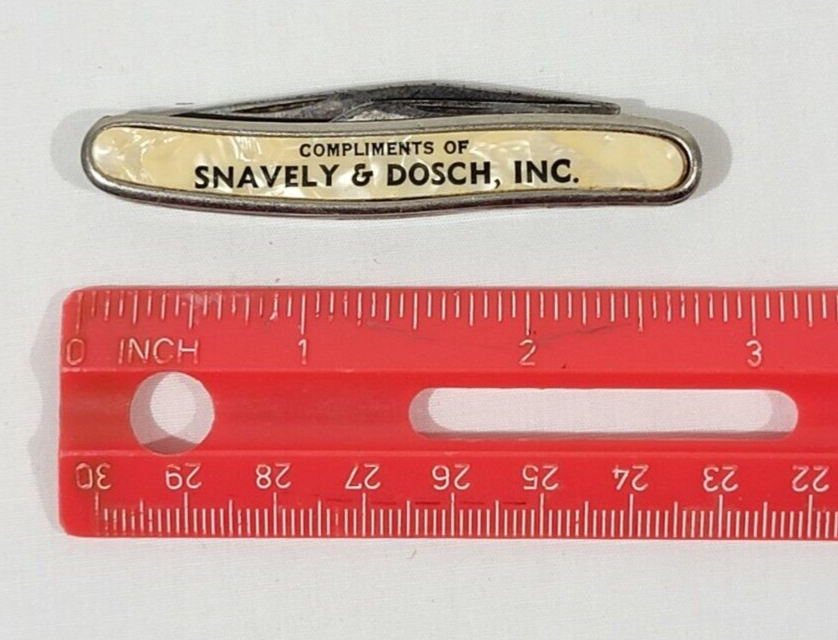 COMPLIMENTS OF
SNAVELY & DOSCH, INC.
0 INCH 1 2 3
30 29 28 27 26 25 24 23 22